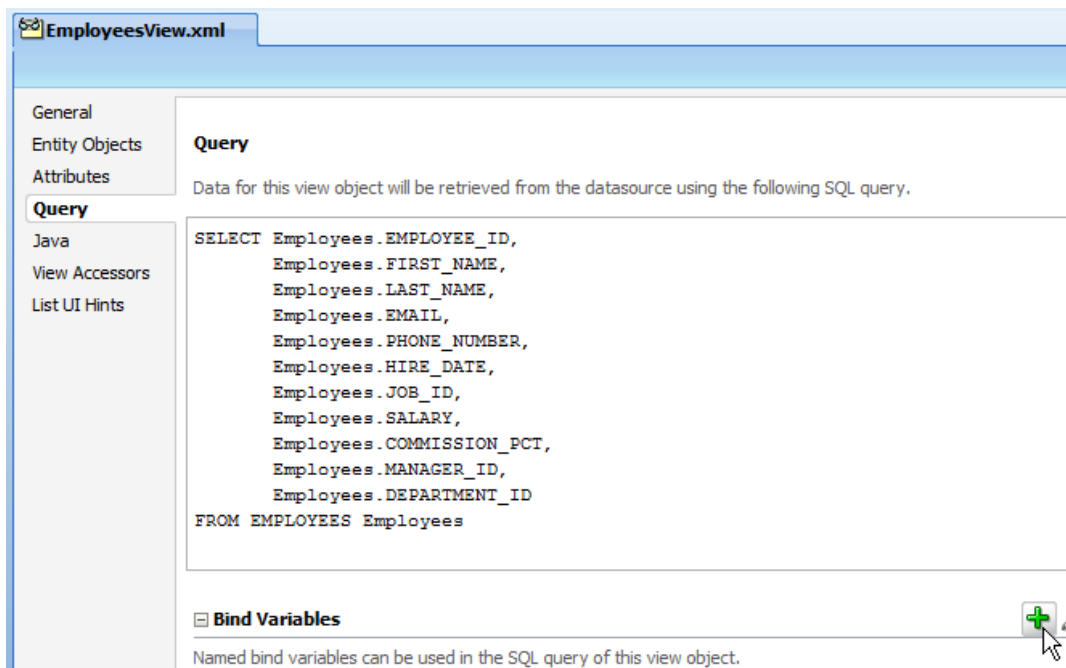 EmployeesView.xml
General
Entity Objects
Attributes
Query
Java
View Accessors
List UI Hints
Query
Data for this view object will be retrieved from the datasource using the following SQL query.
SELECT Employees.EMPLOYEE_ID,
Employees.FIRST_NAME,
Employees.LAST_NAME,
Employees.EMAIL,
Employees.PHONE_NUMBER,
Employees.HIRE_DATE,
Employees.JOB_ID,
Employees.SALARY,
Employees.COMMISSION_PCT,
Employees.MANAGER_ID,
Employees.DEPARTMENT_ID
FROM EMPLOYEES Employees
Bind Variables
Named bind variables can be used in the SQL query of this view object.